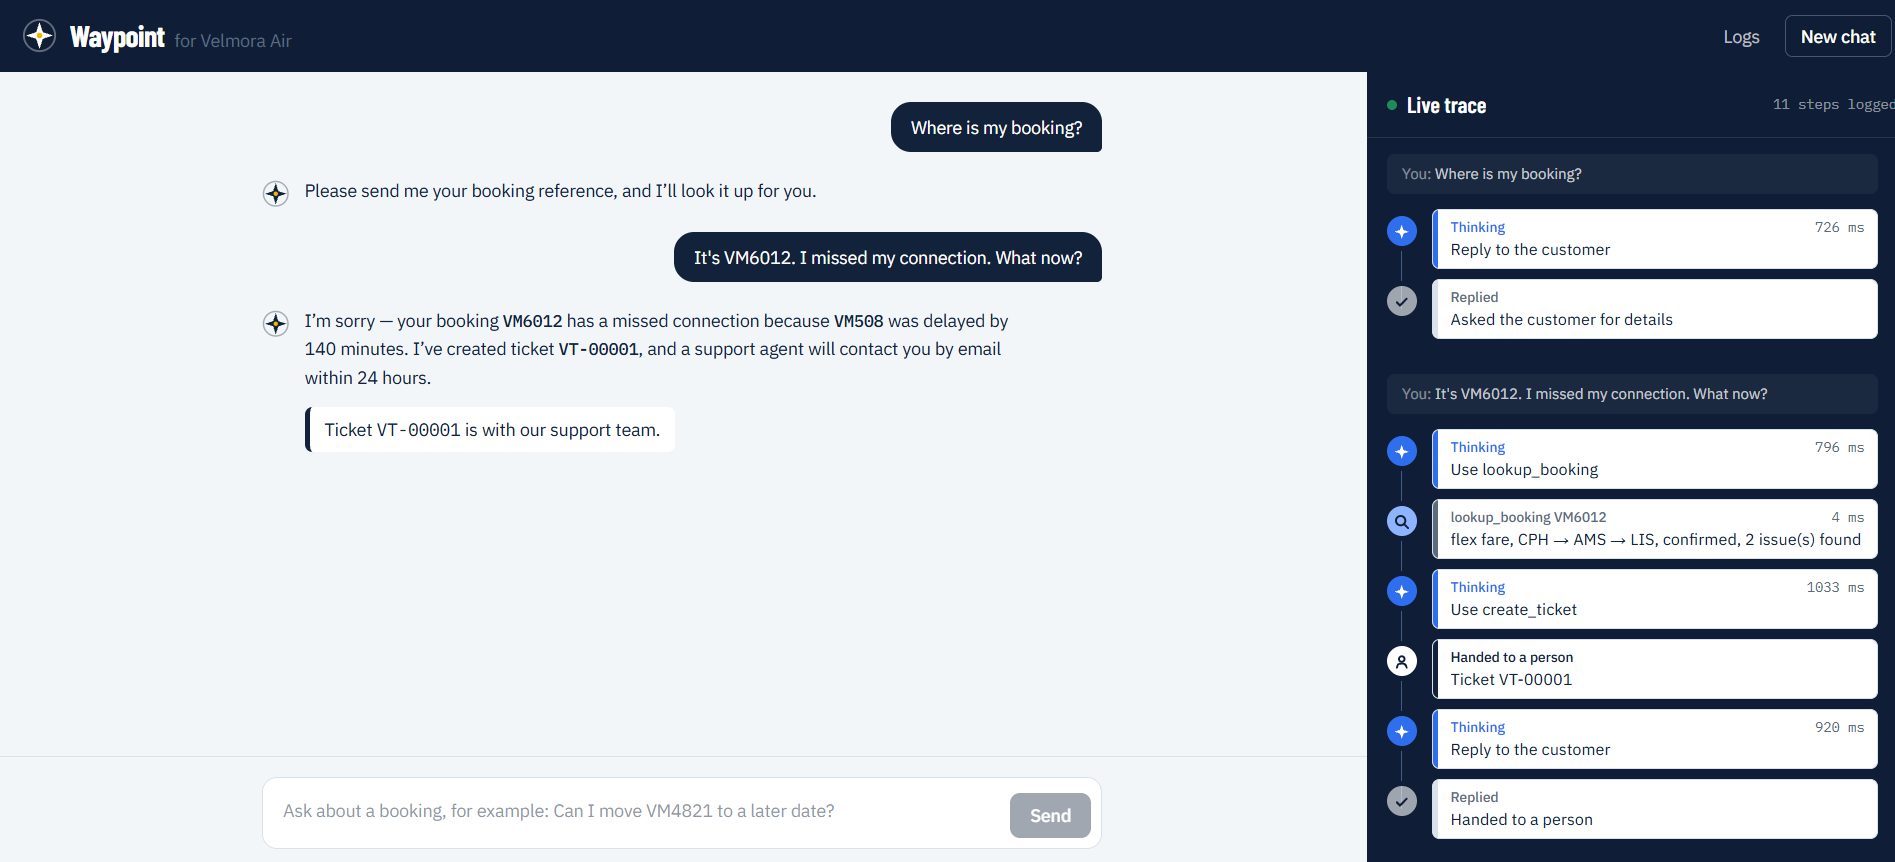 Waypoint for Velmora Air
Logs
New chat
Where is my booking?
Please send me your booking reference, and I’ll look it up for you.
It's VM6012. I missed my connection. What now?
I’m sorry — your booking VM6012 has a missed connection because VM508 was delayed by
140 minutes. I’ve created ticket VT-00001, and a support agent will contact you by email
within 24 hours.
Ticket VT-00001 is with our support team.
Ask about a booking, for example: Can I move VM4821 to a later date?
Send
Live trace
11 steps logged
You: Where is my booking?
Thinking
726 ms
Reply to the customer
Replied
Asked the customer for details
You: It's VM6012. I missed my connection. What now?
Thinking
796 ms
Use lookup_booking
lookup_booking VM6012
4 ms
flex fare, CPH → AMS → LIS, confirmed, 2 issue(s) found
Thinking
1033 ms
Use create_ticket
Handed to a person
Ticket VT-00001
Thinking
920 ms
Reply to the customer
Replied
Handed to a person